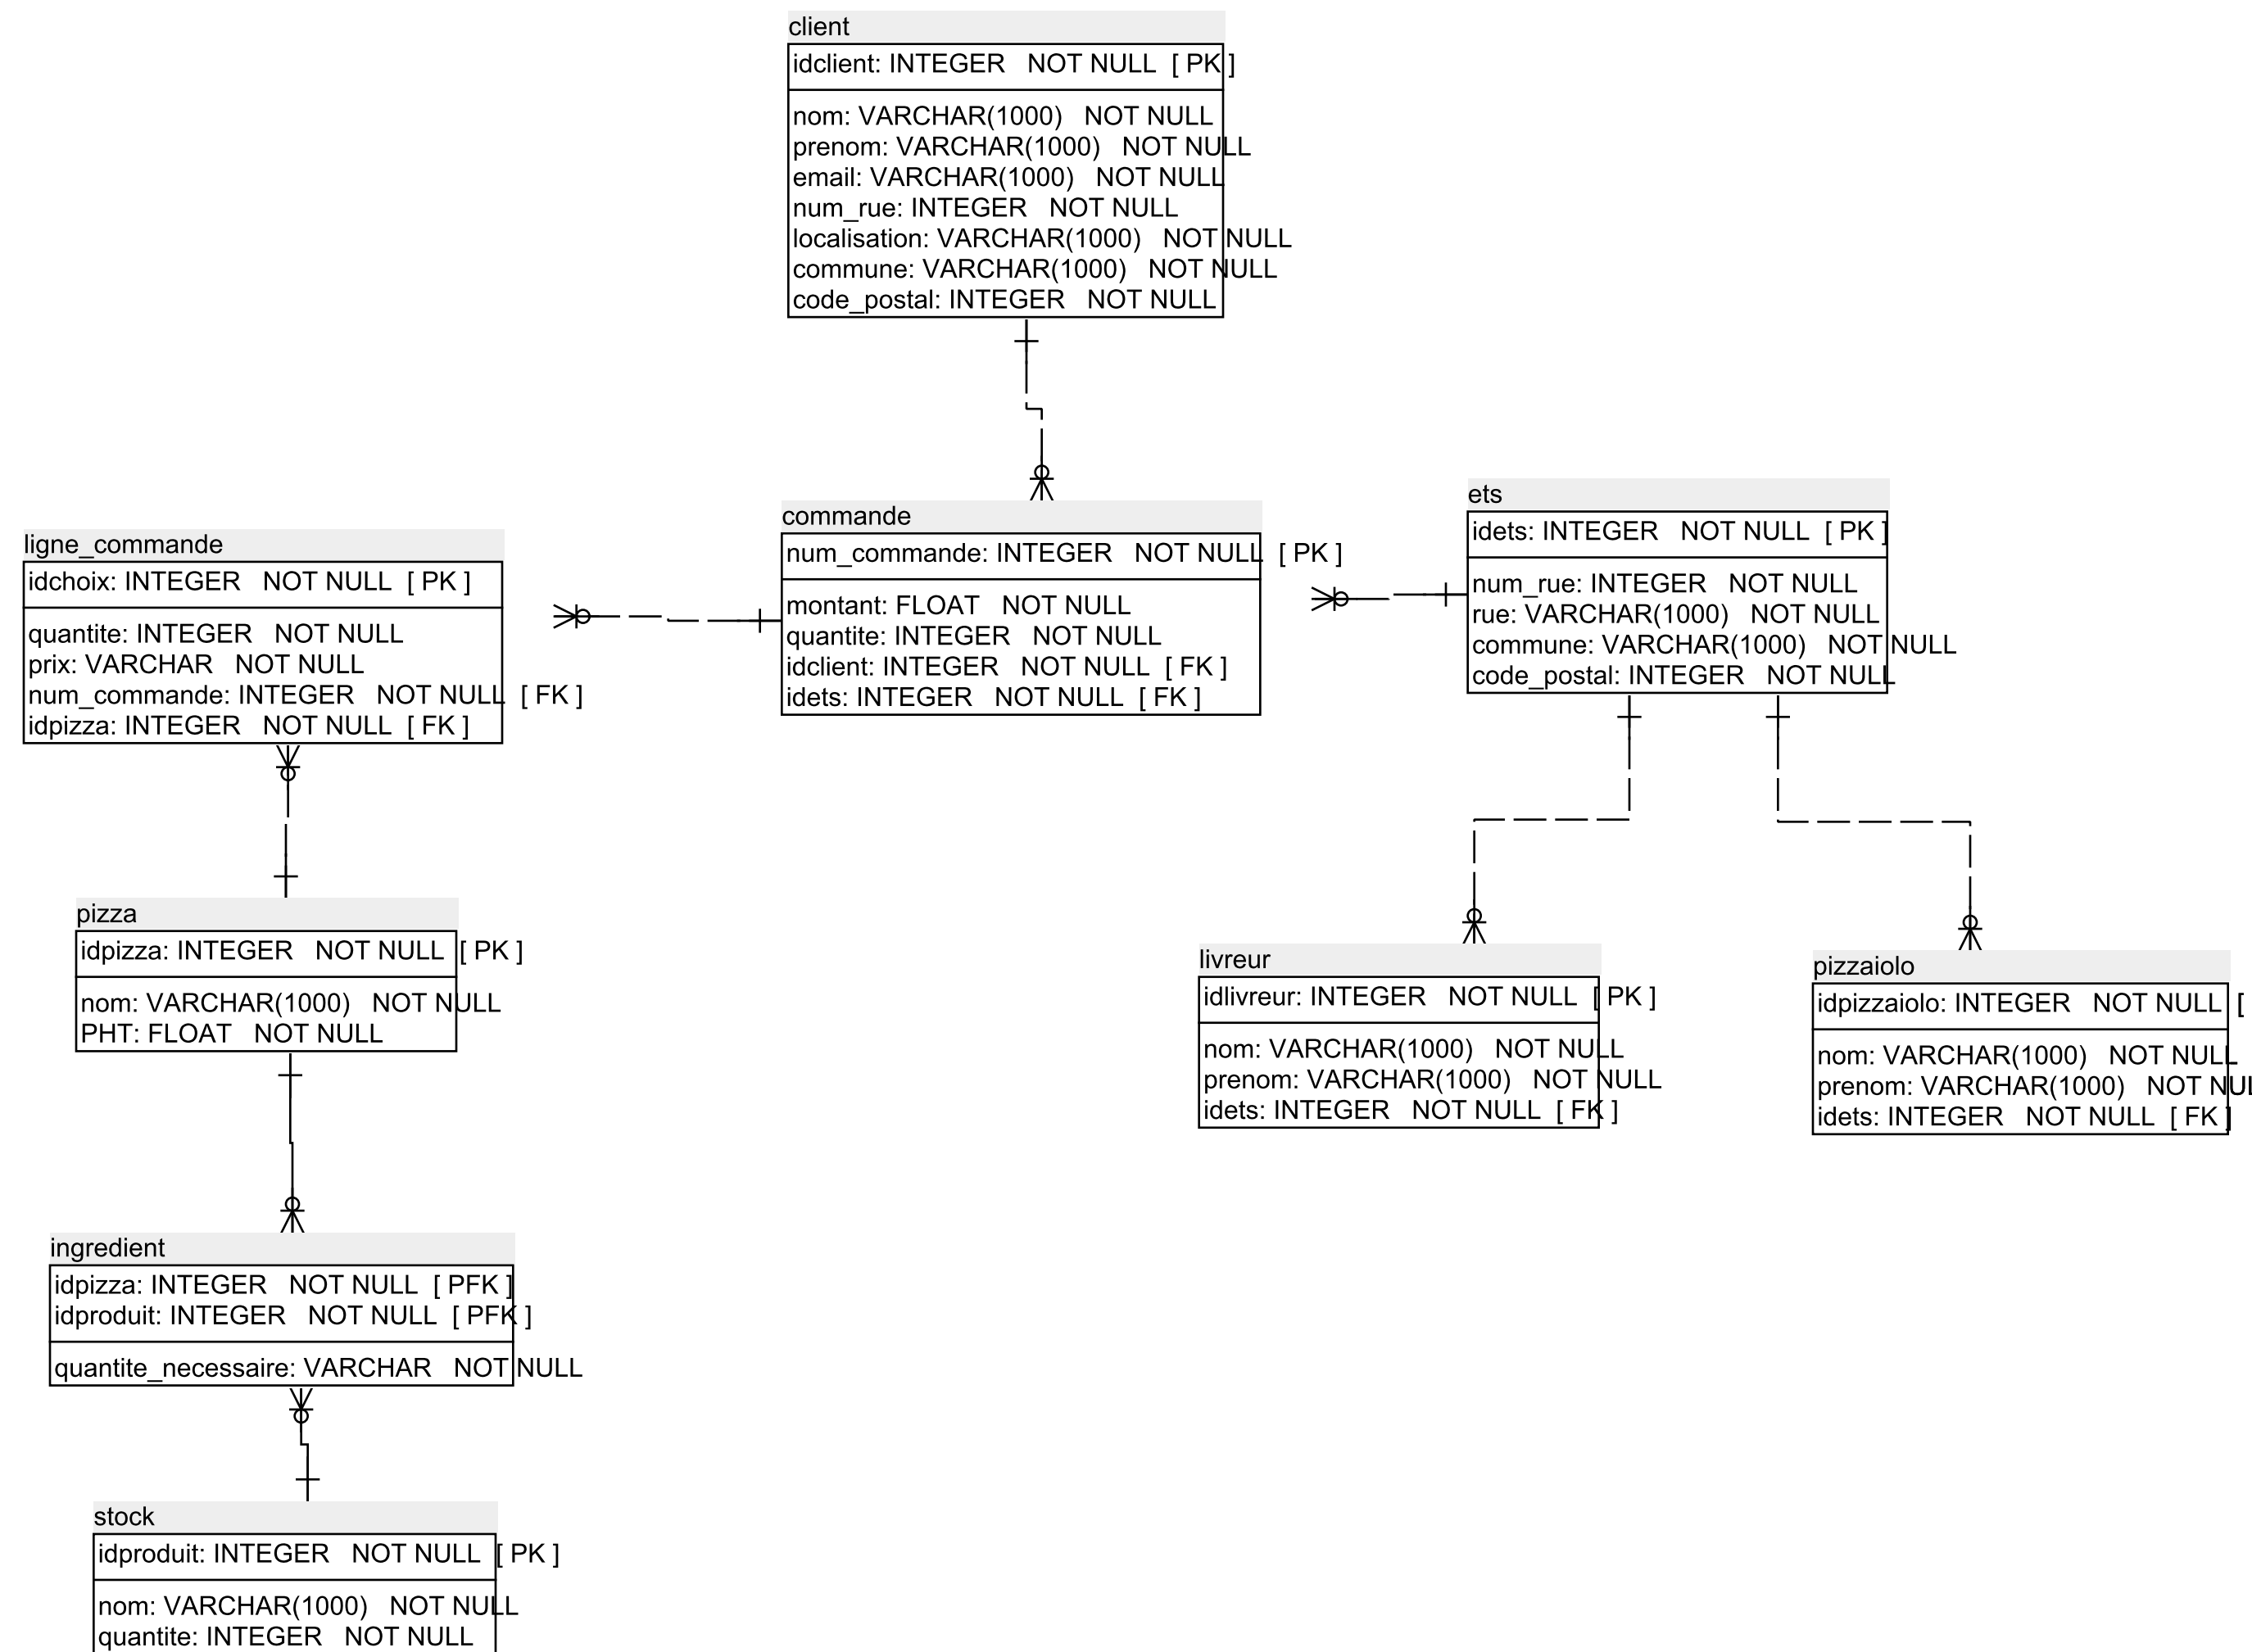 client
idclient: INTEGER NOT NULL [ PK ]
nom: VARCHAR(1000) NOT NULL
prenom: VARCHAR(1000) NOT NULL
email: VARCHAR(1000) NOT NULL
num_rue: INTEGER NOT NULL
localisation: VARCHAR(1000) NOT NULL
commune: VARCHAR(1000) NOT NULL
code_postal: INTEGER NOT NULL
ligne_commande
idchoix: INTEGER NOT NULL [ PK ]
quantite: INTEGER NOT NULL
prix: VARCHAR NOT NULL
num_commande: INTEGER NOT NULL [ FK ]
idpizza: INTEGER NOT NULL [ FK ]
commande
num_commande: INTEGER NOT NULL [ PK ]
montant: FLOAT NOT NULL
quantite: INTEGER NOT NULL
idclient: INTEGER NOT NULL [ FK ]
idets: INTEGER NOT NULL [ FK ]
ets
idets: INTEGER NOT NULL [ PK ]
num_rue: INTEGER NOT NULL
rue: VARCHAR(1000) NOT NULL
commune: VARCHAR(1000) NOT NULL
code_postal: INTEGER NOT NULL
pizza
idpizza: INTEGER NOT NULL [ PK ]
nom: VARCHAR(1000) NOT NULL
PHT: FLOAT NOT NULL
livreur
idlivreur: INTEGER NOT NULL [ PK ]
nom: VARCHAR(1000) NOT NULL
prenom: VARCHAR(1000) NOT NULL
idets: INTEGER NOT NULL [ FK ]
pizzaiolo
idpizzaiolo: INTEGER NOT NULL [
nom: VARCHAR(1000) NOT NULL
prenom: VARCHAR(1000) NOT
idets: INTEGER NOT NULL [ FK ]
ingredient
idpizza: INTEGER NOT NULL [ PFK ]
idproduit: INTEGER NOT NULL [ PFK ]
quantite_necessaire: VARCHAR NOT NULL
stock
idproduit: INTEGER NOT NULL [ PK ]
nom: VARCHAR(1000) NOT NULL
quantite: INTEGER NOT NULL